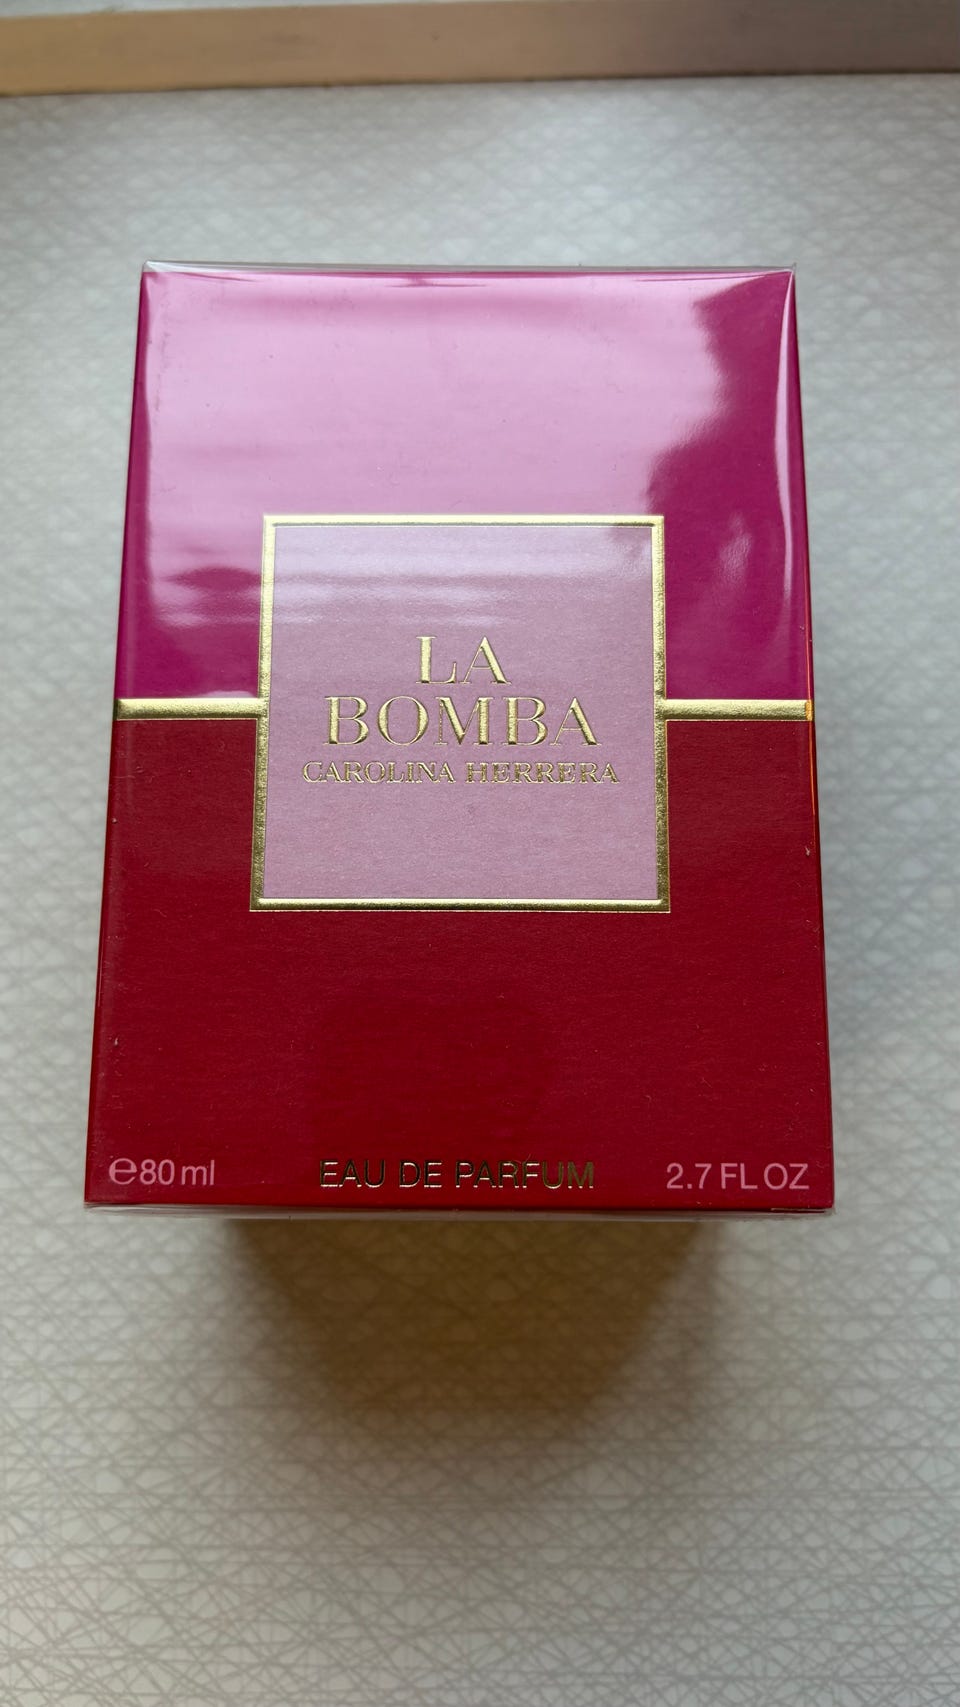 LA
BOMBA
CAROLINA HERRERA
℮80 ml EAU DE PARFUM 2.7 FL OZ